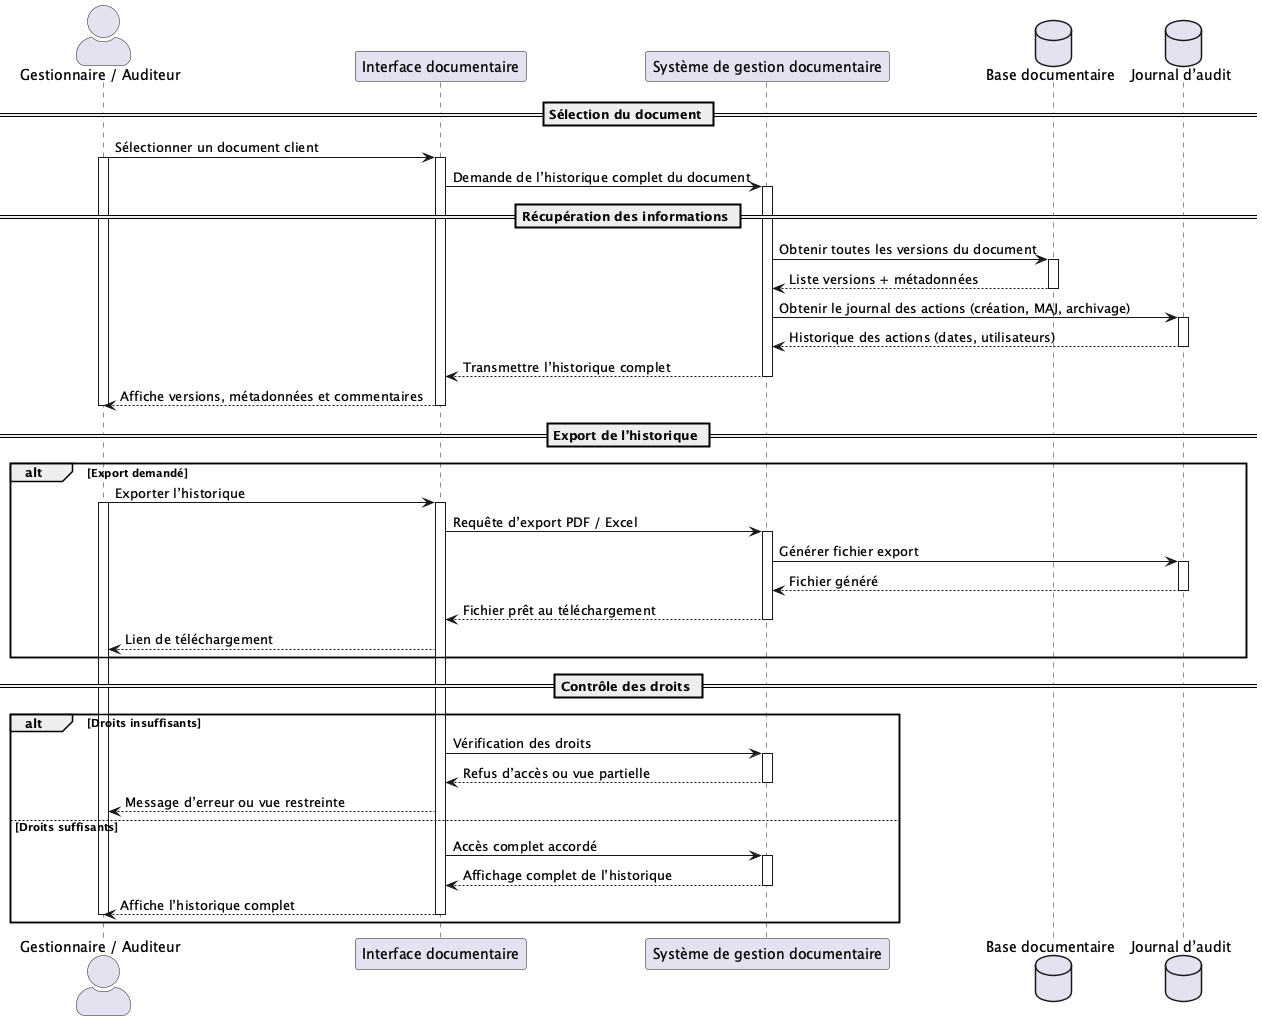 Gestionnaire / Auditeur
Interface documentaire
Système de gestion documentaire
Base documentaire
Journal d'audit
Sélection du document
Sélectionner un document client
Demande de l'historique complet du document
Récupération des informations
Obtenir toutes les versions du document
Liste versions + métadonnées
Obtenir le journal des actions (création, MAJ, archivage)
Historique des actions (dates, utilisateurs)
Transmettre l'historique complet
Affiche versions, métadonnées et commentaires
Export de l'historique
alt
[Export demandé]
Exporter l'historique
Requête d'export PDF / Excel
Générer fichier export
Fichier généré
Fichier prêt au téléchargement
Lien de téléchargement
Contrôle des droits
alt
[Droits insuffisants]
Vérification des droits
Refus d'accès ou vue partielle
Message d'erreur ou vue restreinte
[Droits suffisants]
Accès complet accordé
Affichage complet de l'historique
Affiche l'historique complet
Gestionnaire / Auditeur
Interface documentaire
Système de gestion documentaire
Base documentaire
Journal d'audit